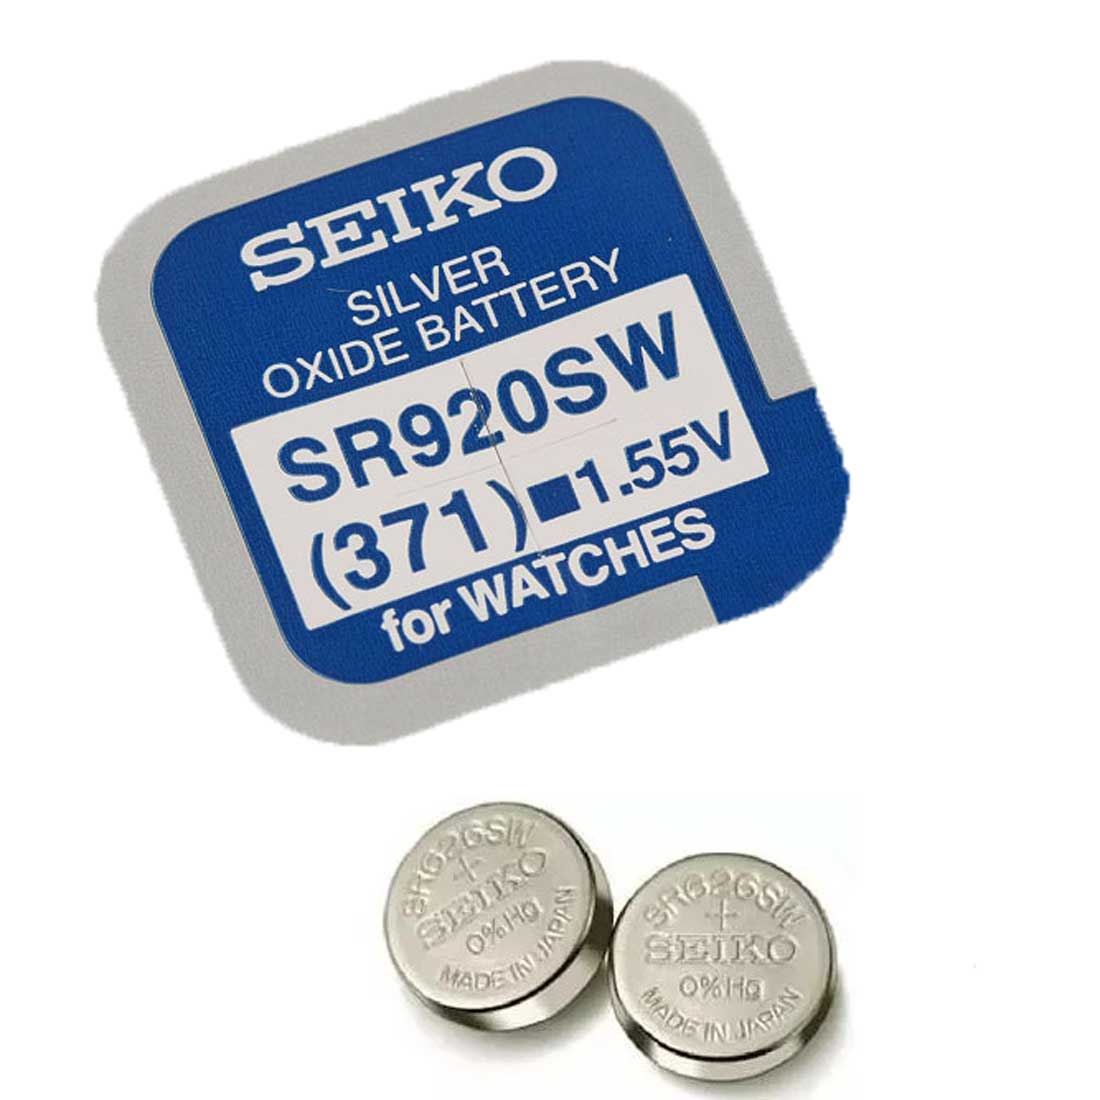 SEIKO
SILVER
OXIDE BATTERY
SR920SW
(371)■1.55V
for WATCHES
SR626SW
+
SEIKO
0%Hg
MADE IN JAPAN
SR626SW
+
SEIKO
0%Hg
MADE IN JAPAN